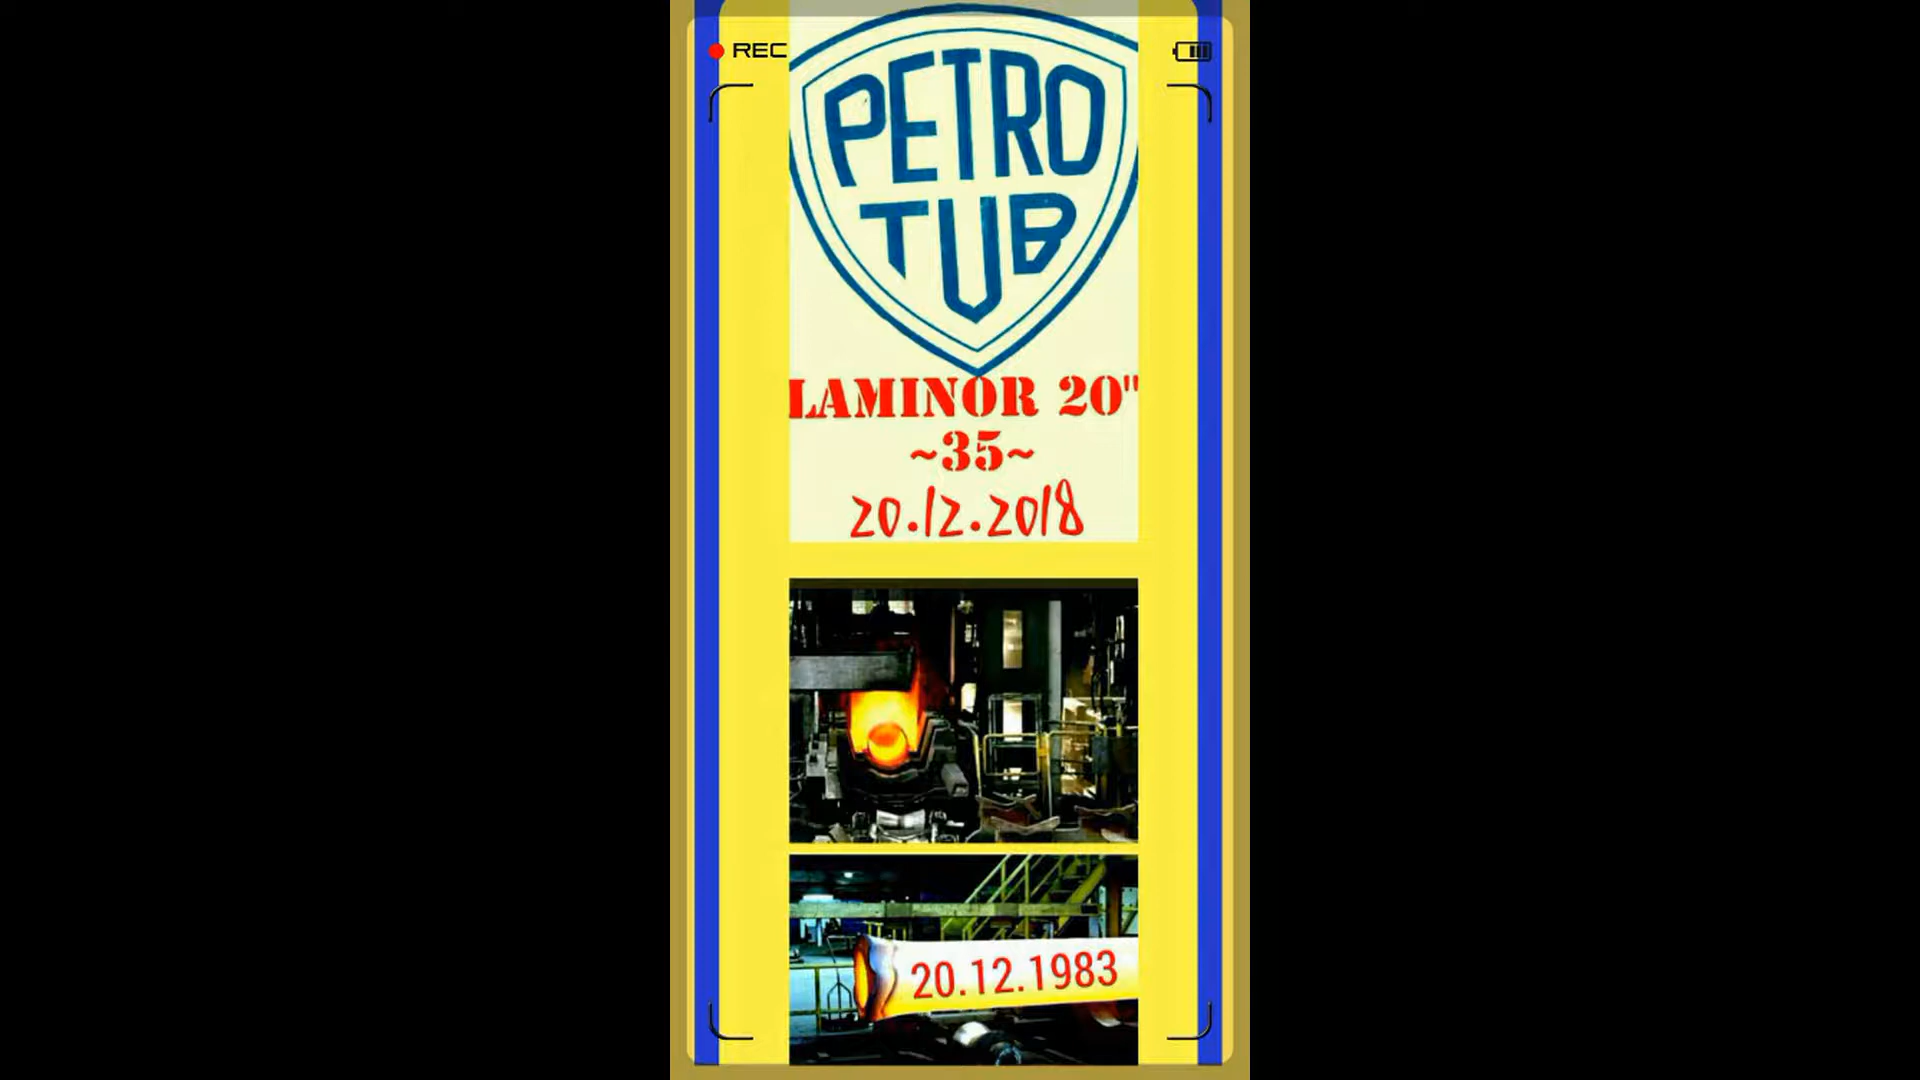 REC
PETRO
TUB
LAMINOR 20"
~35~
20.12.2018
20.12.1983